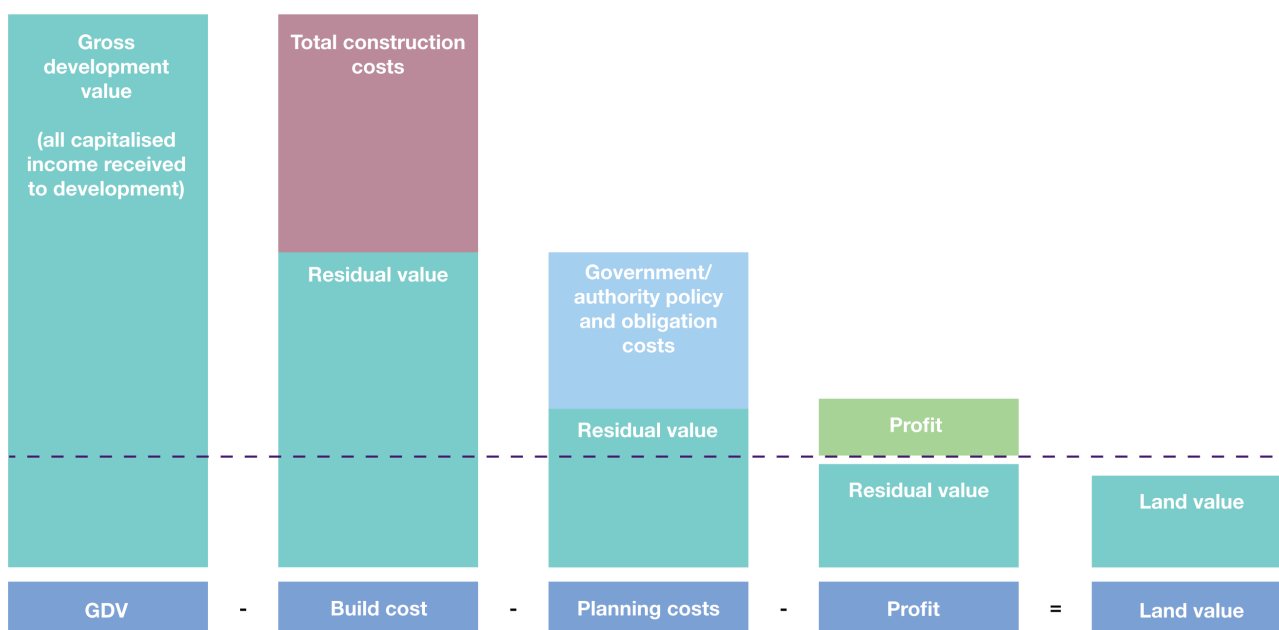 Gross
development
value
(all capitalised
income received
to development)
Total construction
costs
Residual value
Government/
authority policy
and obligation
costs
Residual value
Profit
Residual value
Land value
GDV - Build cost - Planning costs - Profit = Land value